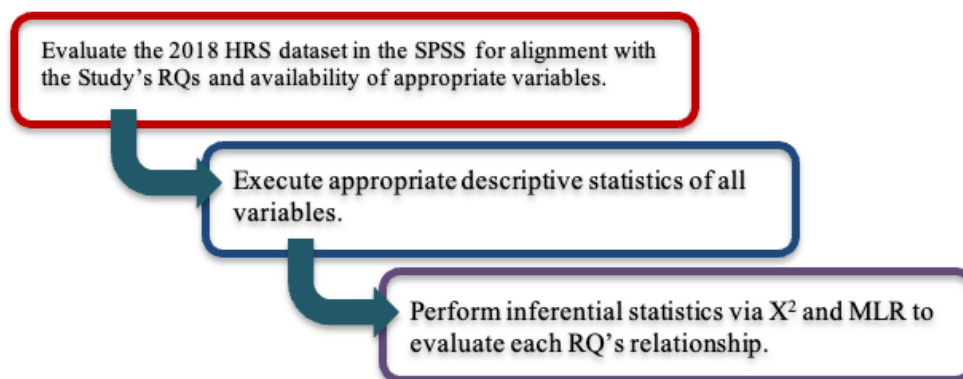 Evaluate the 2018 HRS dataset in the SPSS for alignment with
the Study’s RQs and availability of appropriate variables.
Execute appropriate descriptive statistics of all
variables.
Perform inferential statistics via X² and MLR to
evaluate each RQ’s relationship.